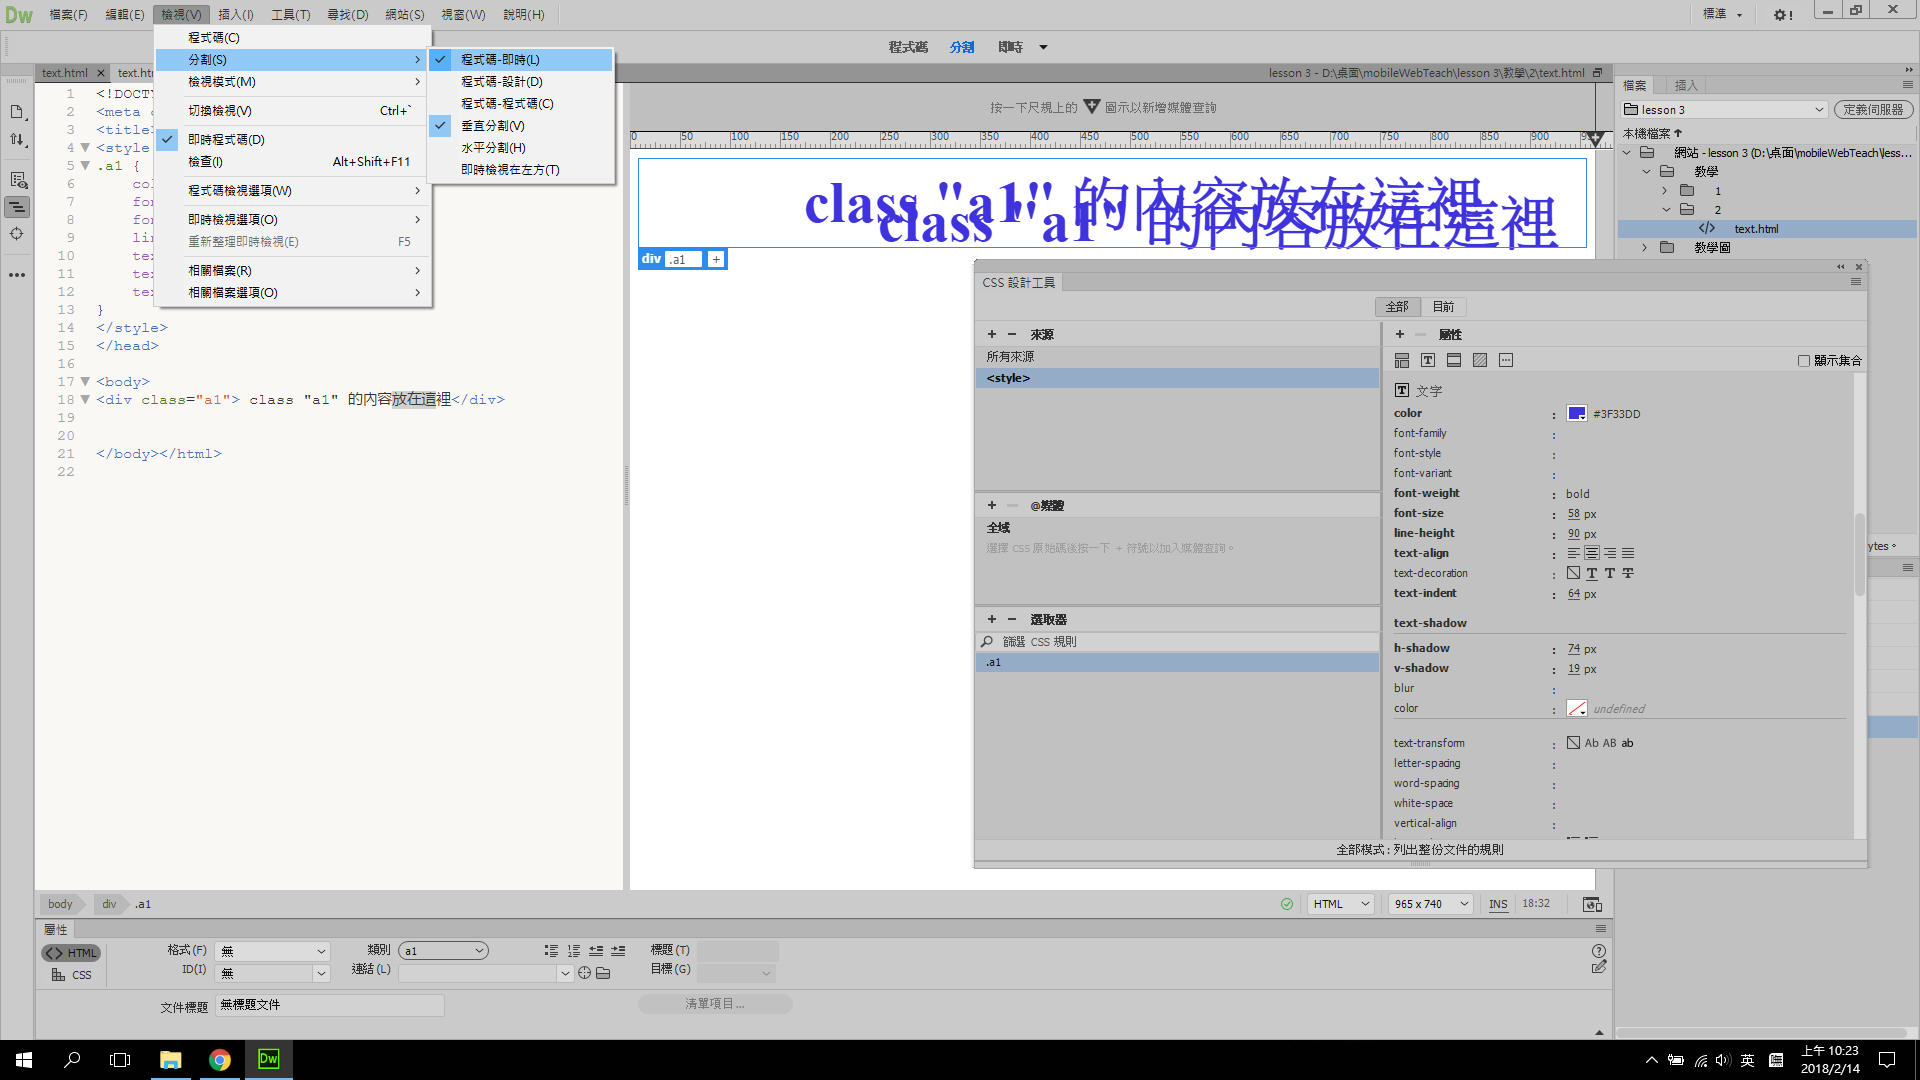 Dw 檔案(F) 編輯(E) 檢視(V) 插入(I) 工具(T) 尋找(D) 網站(S) 視窗(W) 說明(H) 標準
程式碼 分割 即時
程式碼(C)
分割(S)
檢視模式(M)
切換檢視(V) Ctrl+`
即時程式碼(D)
檢查(I) Alt+Shift+F11
程式碼檢視選項(W)
即時檢視選項(O)
重新整理即時檢視(E) F5
相關檔案(R)
相關檔案選項(O)
程式碼-即時(L)
程式碼-設計(D)
程式碼-程式碼(C)
垂直分割(V)
水平分割(H)
即時檢視在左方(T)
text.html
lesson 3 - D:\桌面\mobileWebTeach\lesson 3\教學\2\text.html
1 <!DOCTY
2 <meta c
3 <title>
4 <style
5 .a1 {
6 col
7 fon
8 fon
9 lin
10 tex
11 tex
12 tex
13 }
14 </style>
15 </head>
16
17 <body>
18 <div class="a1"> class "a1" 的內容放在這裡</div>
19
20
21 </body></html>
22
按一下尺規上的 圖示以新增媒體查詢
0 50 100 150 200 250 300 350 400 450 500 550 600 650 700 750 800 850 900
class "a1" 的內容放在這裡
class "a1" 的內容放在這裡
div .a1 +
CSS 設計工具
全部 目前
+ − 來源
所有來源
<style>
+ − @媒體
全域
選擇 CSS 原始碼後按一下 + 符號以加入媒體查詢。
+ − 選取器
篩選 CSS 規則
.a1
+ − 屬性
顯示集合
T 文字
color : #3F33DD
font-family :
font-style :
font-variant :
font-weight : bold
font-size : 58 px
line-height : 90 px
text-align :
text-decoration : T T T
text-indent : 64 px
text-shadow
h-shadow : 74 px
v-shadow : 19 px
blur :
color : undefined
text-transform : Ab AB ab
letter-spacing :
word-spacing :
white-space :
vertical-align :
全部模式 : 列出整份文件的規則
檔案 插入
lesson 3 定義伺服器
本機檔案
網站 - lesson 3 (D:\桌面\mobileWebTeach\less...
教學
1
2
text.html
教學圖
ytes。
body div .a1
HTML 965 x 740 INS 18:32
屬性
HTML 格式(F) 無 類別 a1 標題(T)
CSS ID(I) 無 連結(L) 目標(G)
文件標題 無標題文件 清單項目...
Dw 英 上午 10:23
2018/2/14